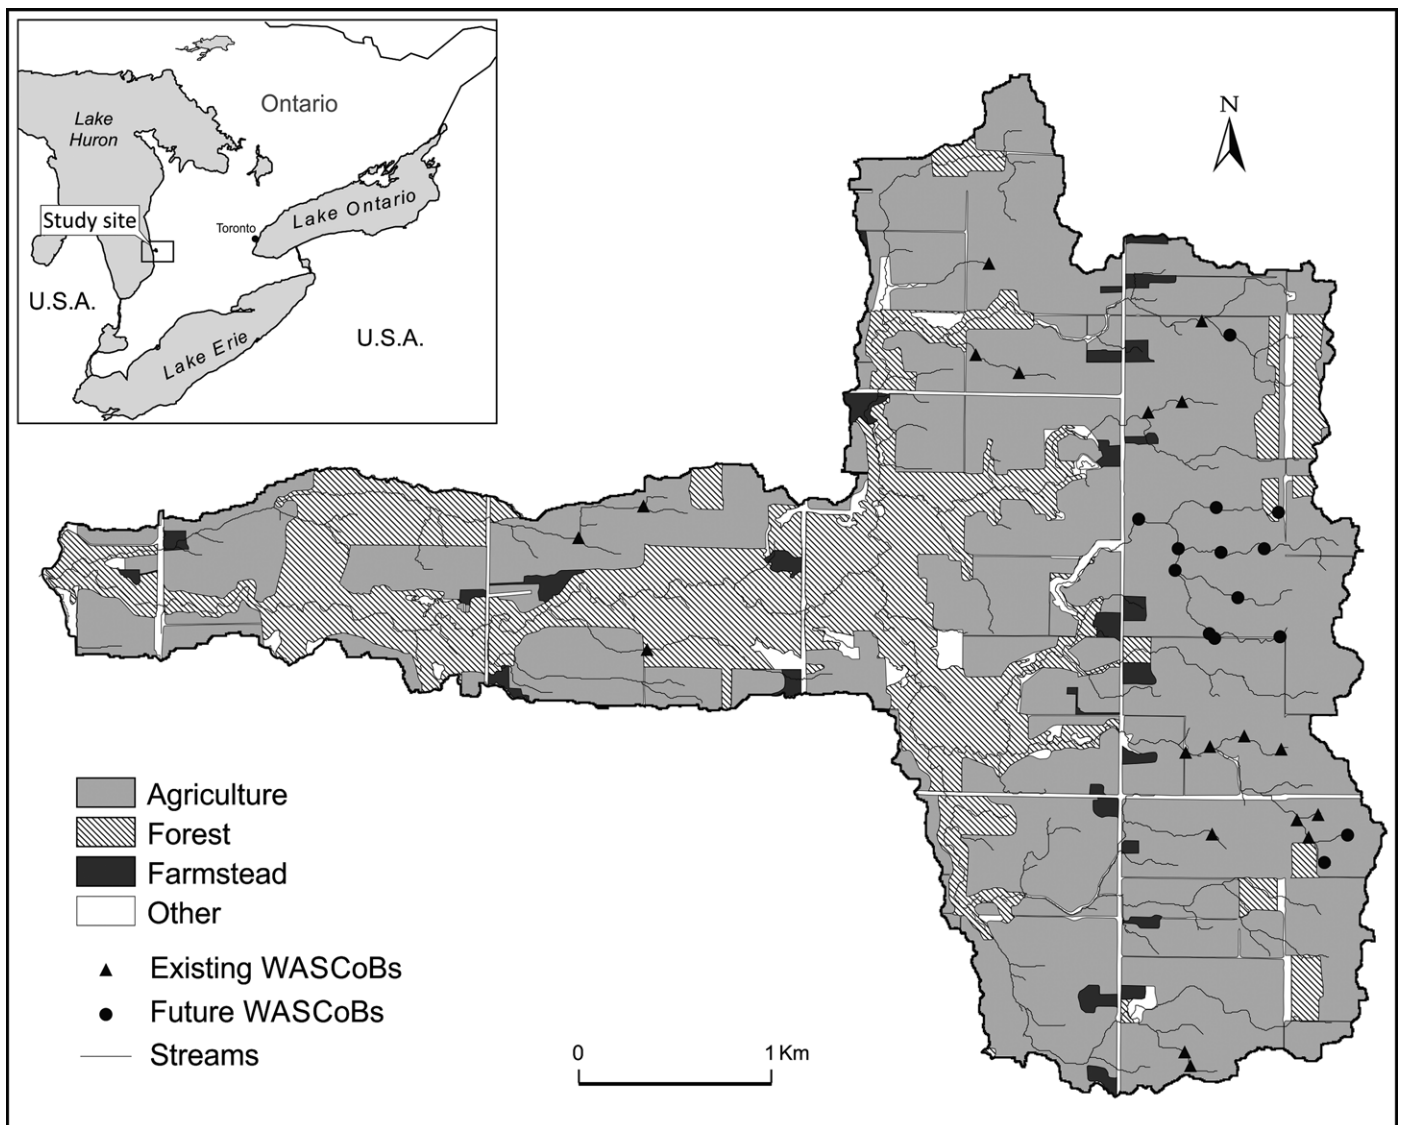 Ontario
Lake
Huron
Study site
Toronto
Lake Ontario
U.S.A.
Lake Erie
U.S.A.
N
Agriculture
Forest
Farmstead
Other
Existing WASCoBs
Future WASCoBs
Streams
0 1 Km